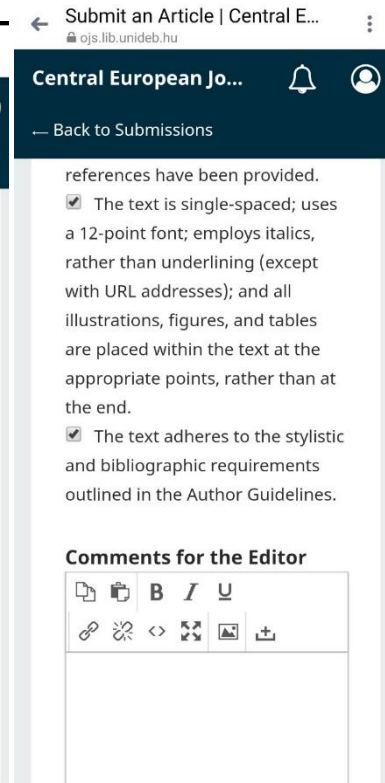 Submit an Article | Central E...
ojs.lib.unideb.hu
Central European Jo...
← Back to Submissions
references have been provided.
The text is single-spaced; uses
a 12-point font; employs italics,
rather than underlining (except
with URL addresses); and all
illustrations, figures, and tables
are placed within the text at the
appropriate points, rather than at
the end.
The text adheres to the stylistic
and bibliographic requirements
outlined in the Author Guidelines.
Comments for the Editor
B I U